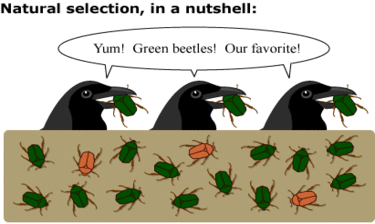 Natural selection, in a nutshell:
Yum!  Green beetles!  Our favorite!